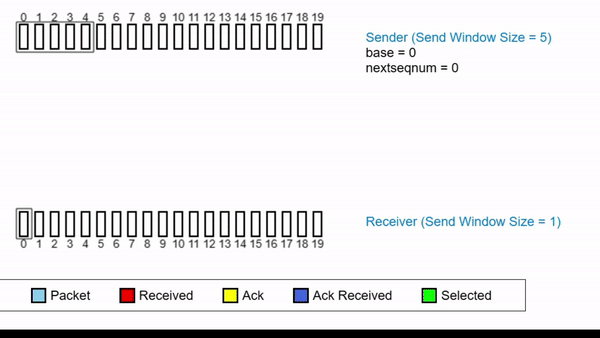 0 1 2 3 4 5 6 7 8 9 10 11 12 13 14 15 16 17 18 19
Sender (Send Window Size = 5)
base = 0
nextseqnum = 0
Receiver (Send Window Size = 1)
0 1 2 3 4 5 6 7 8 9 10 11 12 13 14 15 16 17 18 19
Packet Received Ack Ack Received Selected